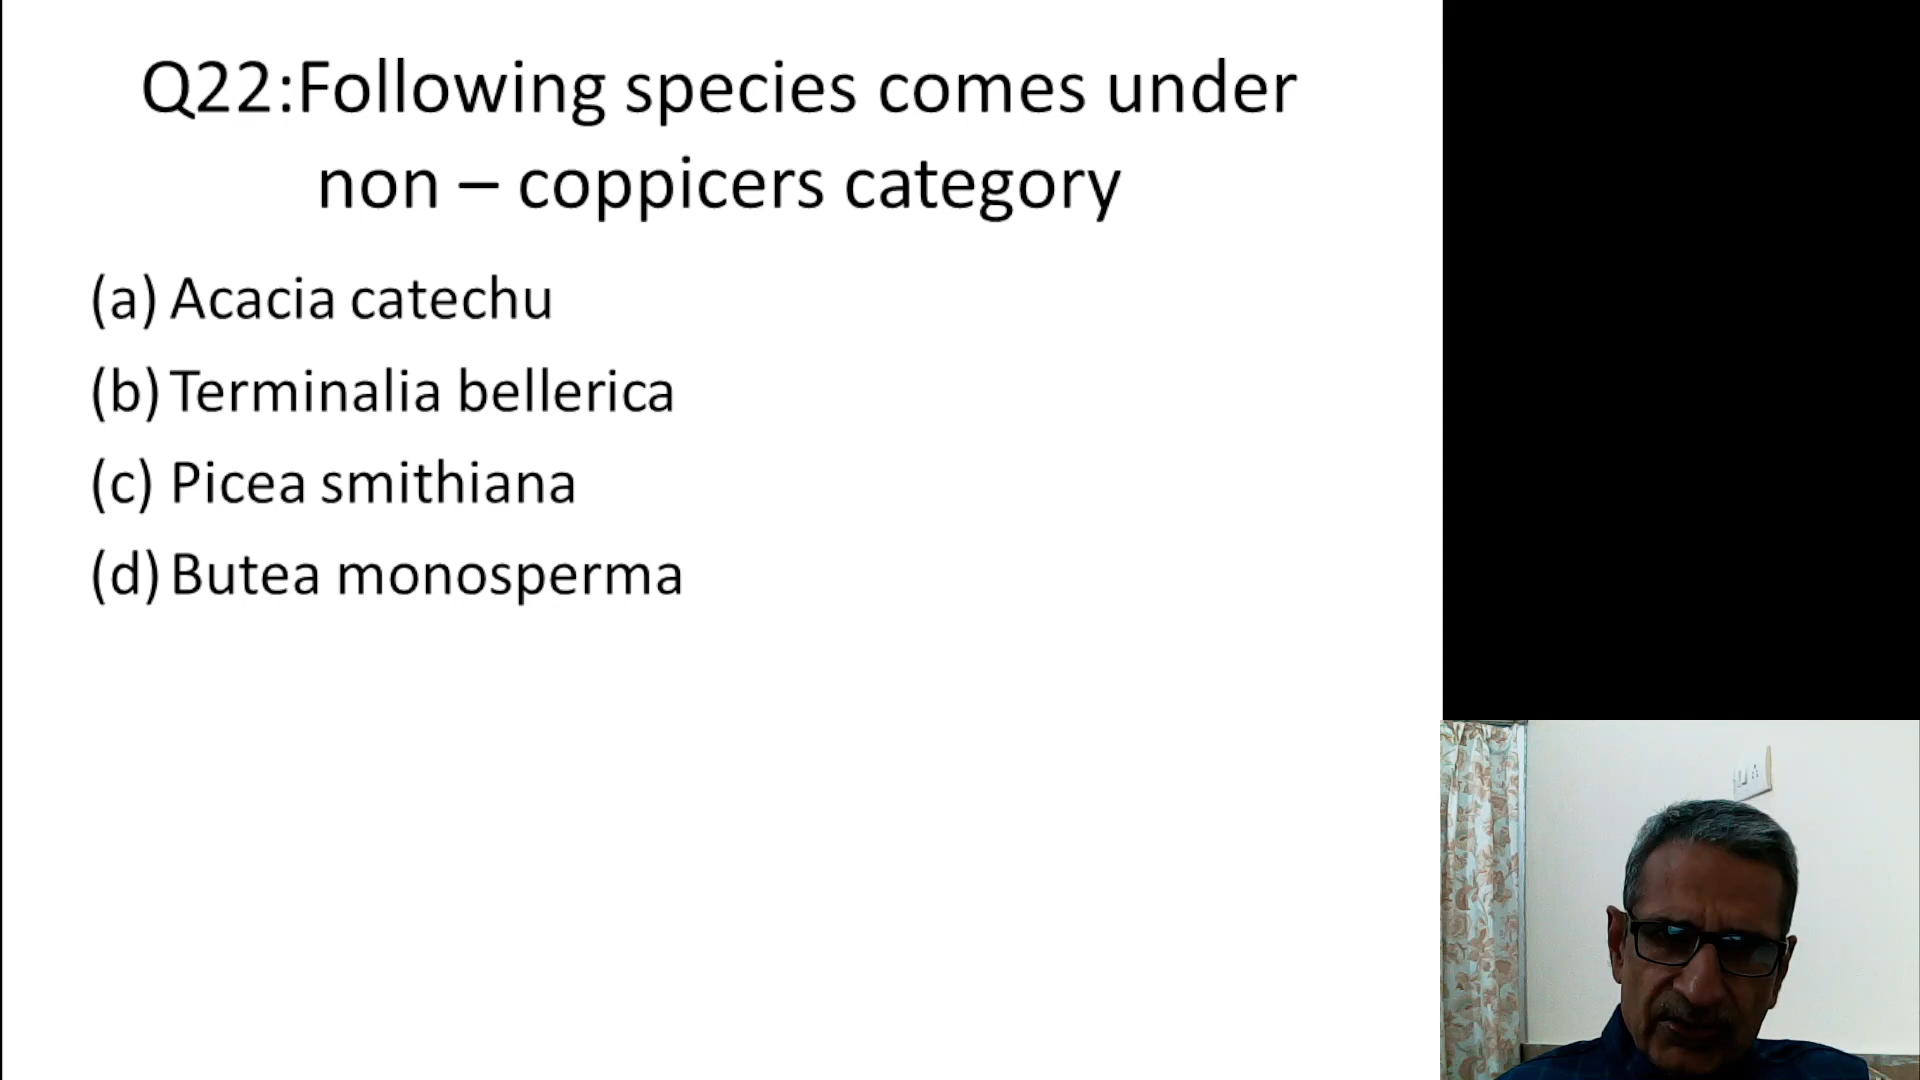 Q22:Following species comes under
non – coppicers category
(a) Acacia catechu
(b) Terminalia bellerica
(c) Picea smithiana
(d) Butea monosperma